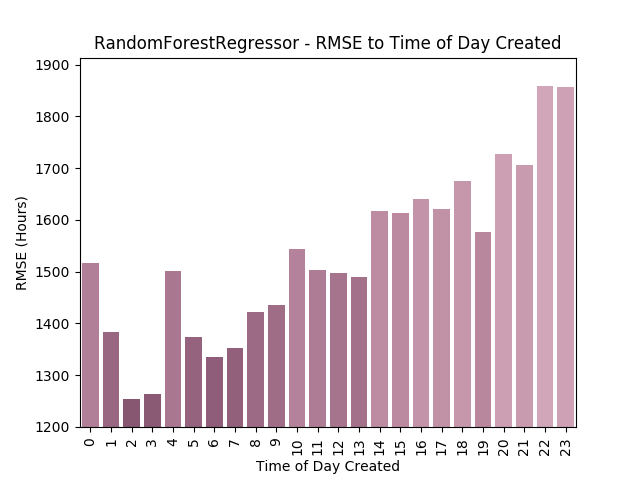 RandomForestRegressor - RMSE to Time of Day Created
1900
1800
1700
1600
1500
1400
1300
1200
RMSE (Hours)
0 1 2 3 4 5 6 7 8 9 10 11 12 13 14 15 16 17 18 19 20 21 22 23
Time of Day Created